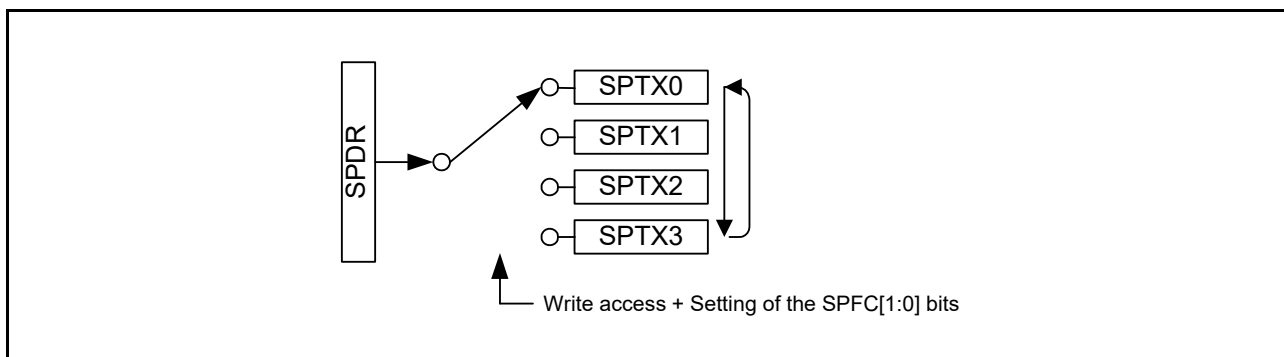 SPDR
SPTX0
SPTX1
SPTX2
SPTX3
Write access + Setting of the SPFC[1:0] bits